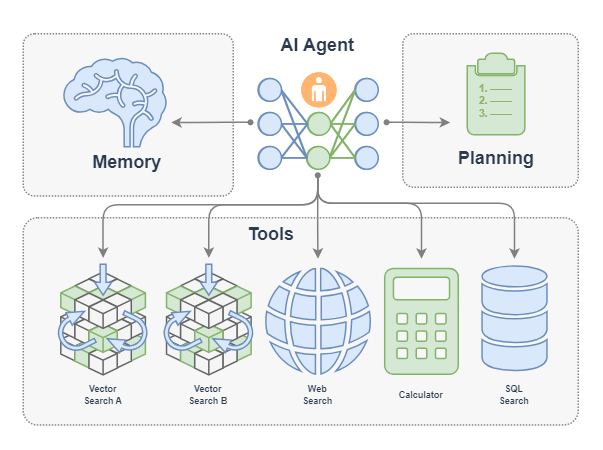 AI Agent
Memory
1.
2.
3.
Planning
Tools
Vector
Search A
Vector
Search B
Web
Search
Calculator
SQL
Search